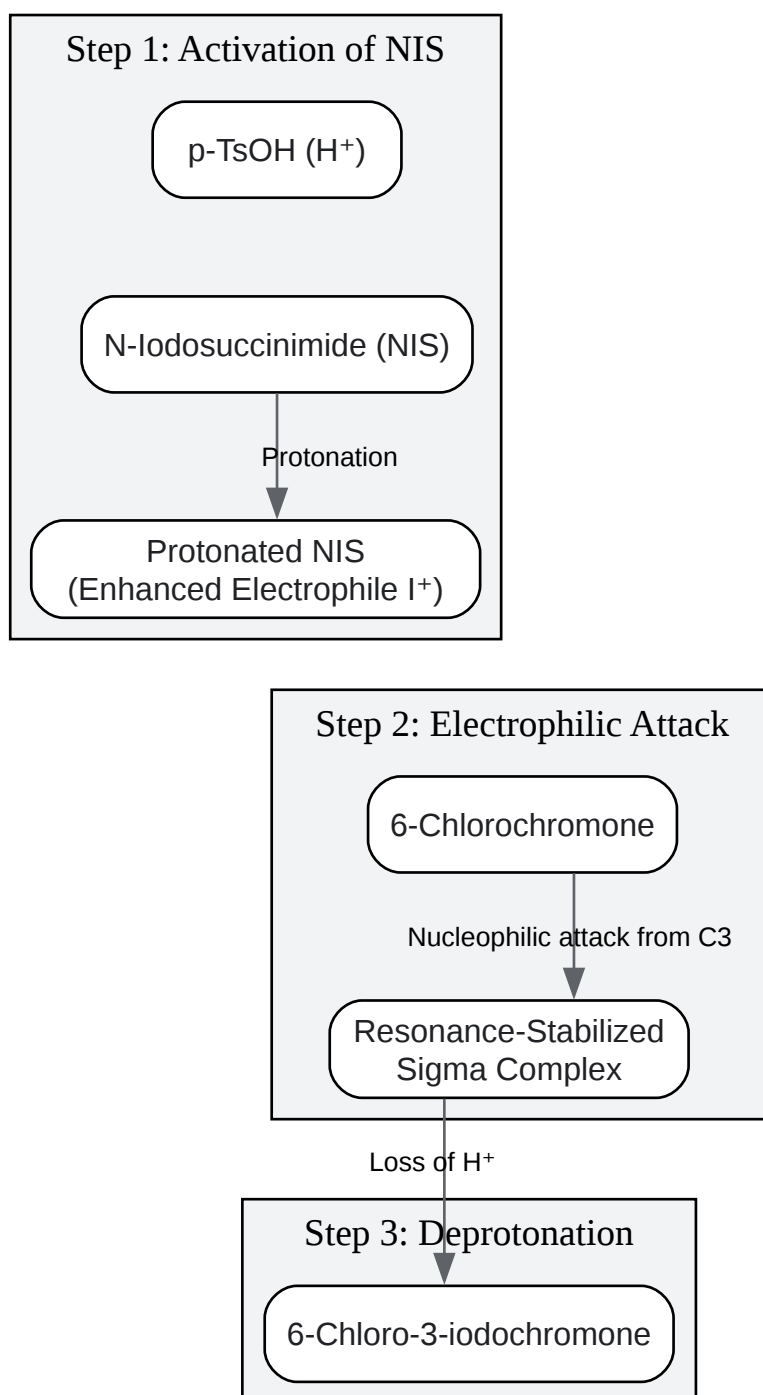 Step 1: Activation of NIS
p-TsOH (H⁺)
N-Iodosuccinimide (NIS)
Protonation
Protonated NIS
(Enhanced Electrophile I⁺)
Step 2: Electrophilic Attack
6-Chlorochromone
Nucleophilic attack from C3
Resonance-Stabilized
Sigma Complex
Loss of H⁺
Step 3: Deprotonation
6-Chloro-3-iodochromone